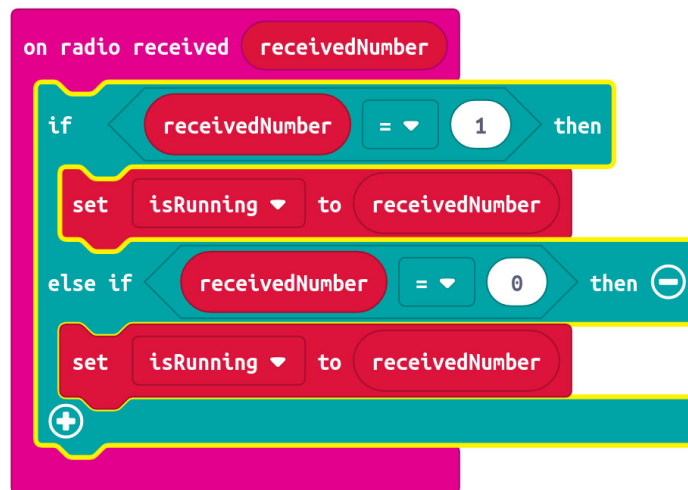 on radio received receivedNumber
if receivedNumber = 1 then
set isRunning to receivedNumber
else if receivedNumber = 0 then
set isRunning to receivedNumber